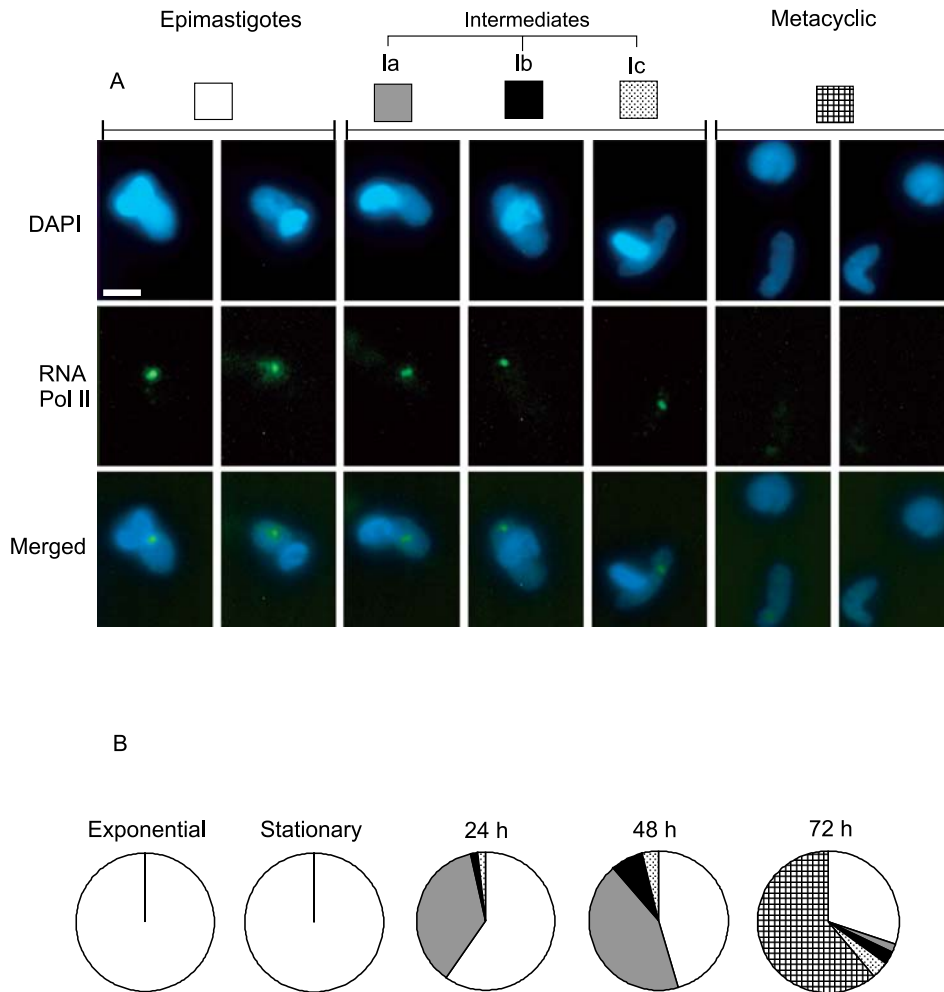 Epimastigotes
Intermediates
Metacyclic
A
Ia
Ib
Ic
DAPI
RNA
Pol II
Merged
B
Exponential
Stationary
24 h
48 h
72 h